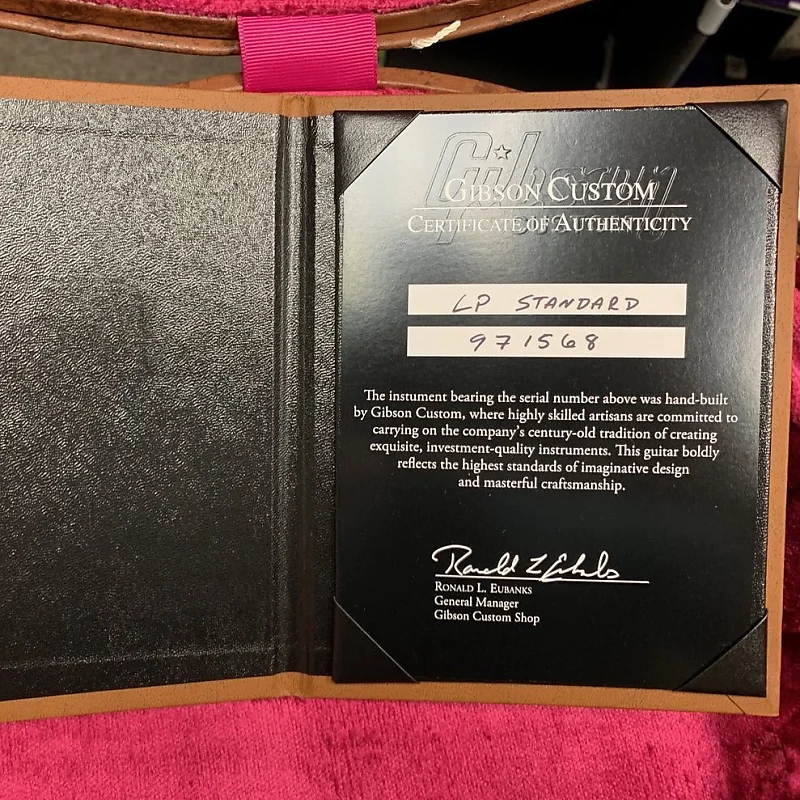 Gibson
CUSTOM
GIBSON CUSTOM
CERTIFICATE OF AUTHENTICITY
LP STANDARD
971568
The instument bearing the serial number above was hand-built
by Gibson Custom, where highly skilled artisans are committed to
carrying on the company's century-old tradition of creating
exquisite, investment-quality instruments. This guitar boldly
reflects the highest standards of imaginative design
and masterful craftsmanship.
Ronald L Eubanks
RONALD L. EUBANKS
General Manager
Gibson Custom Shop